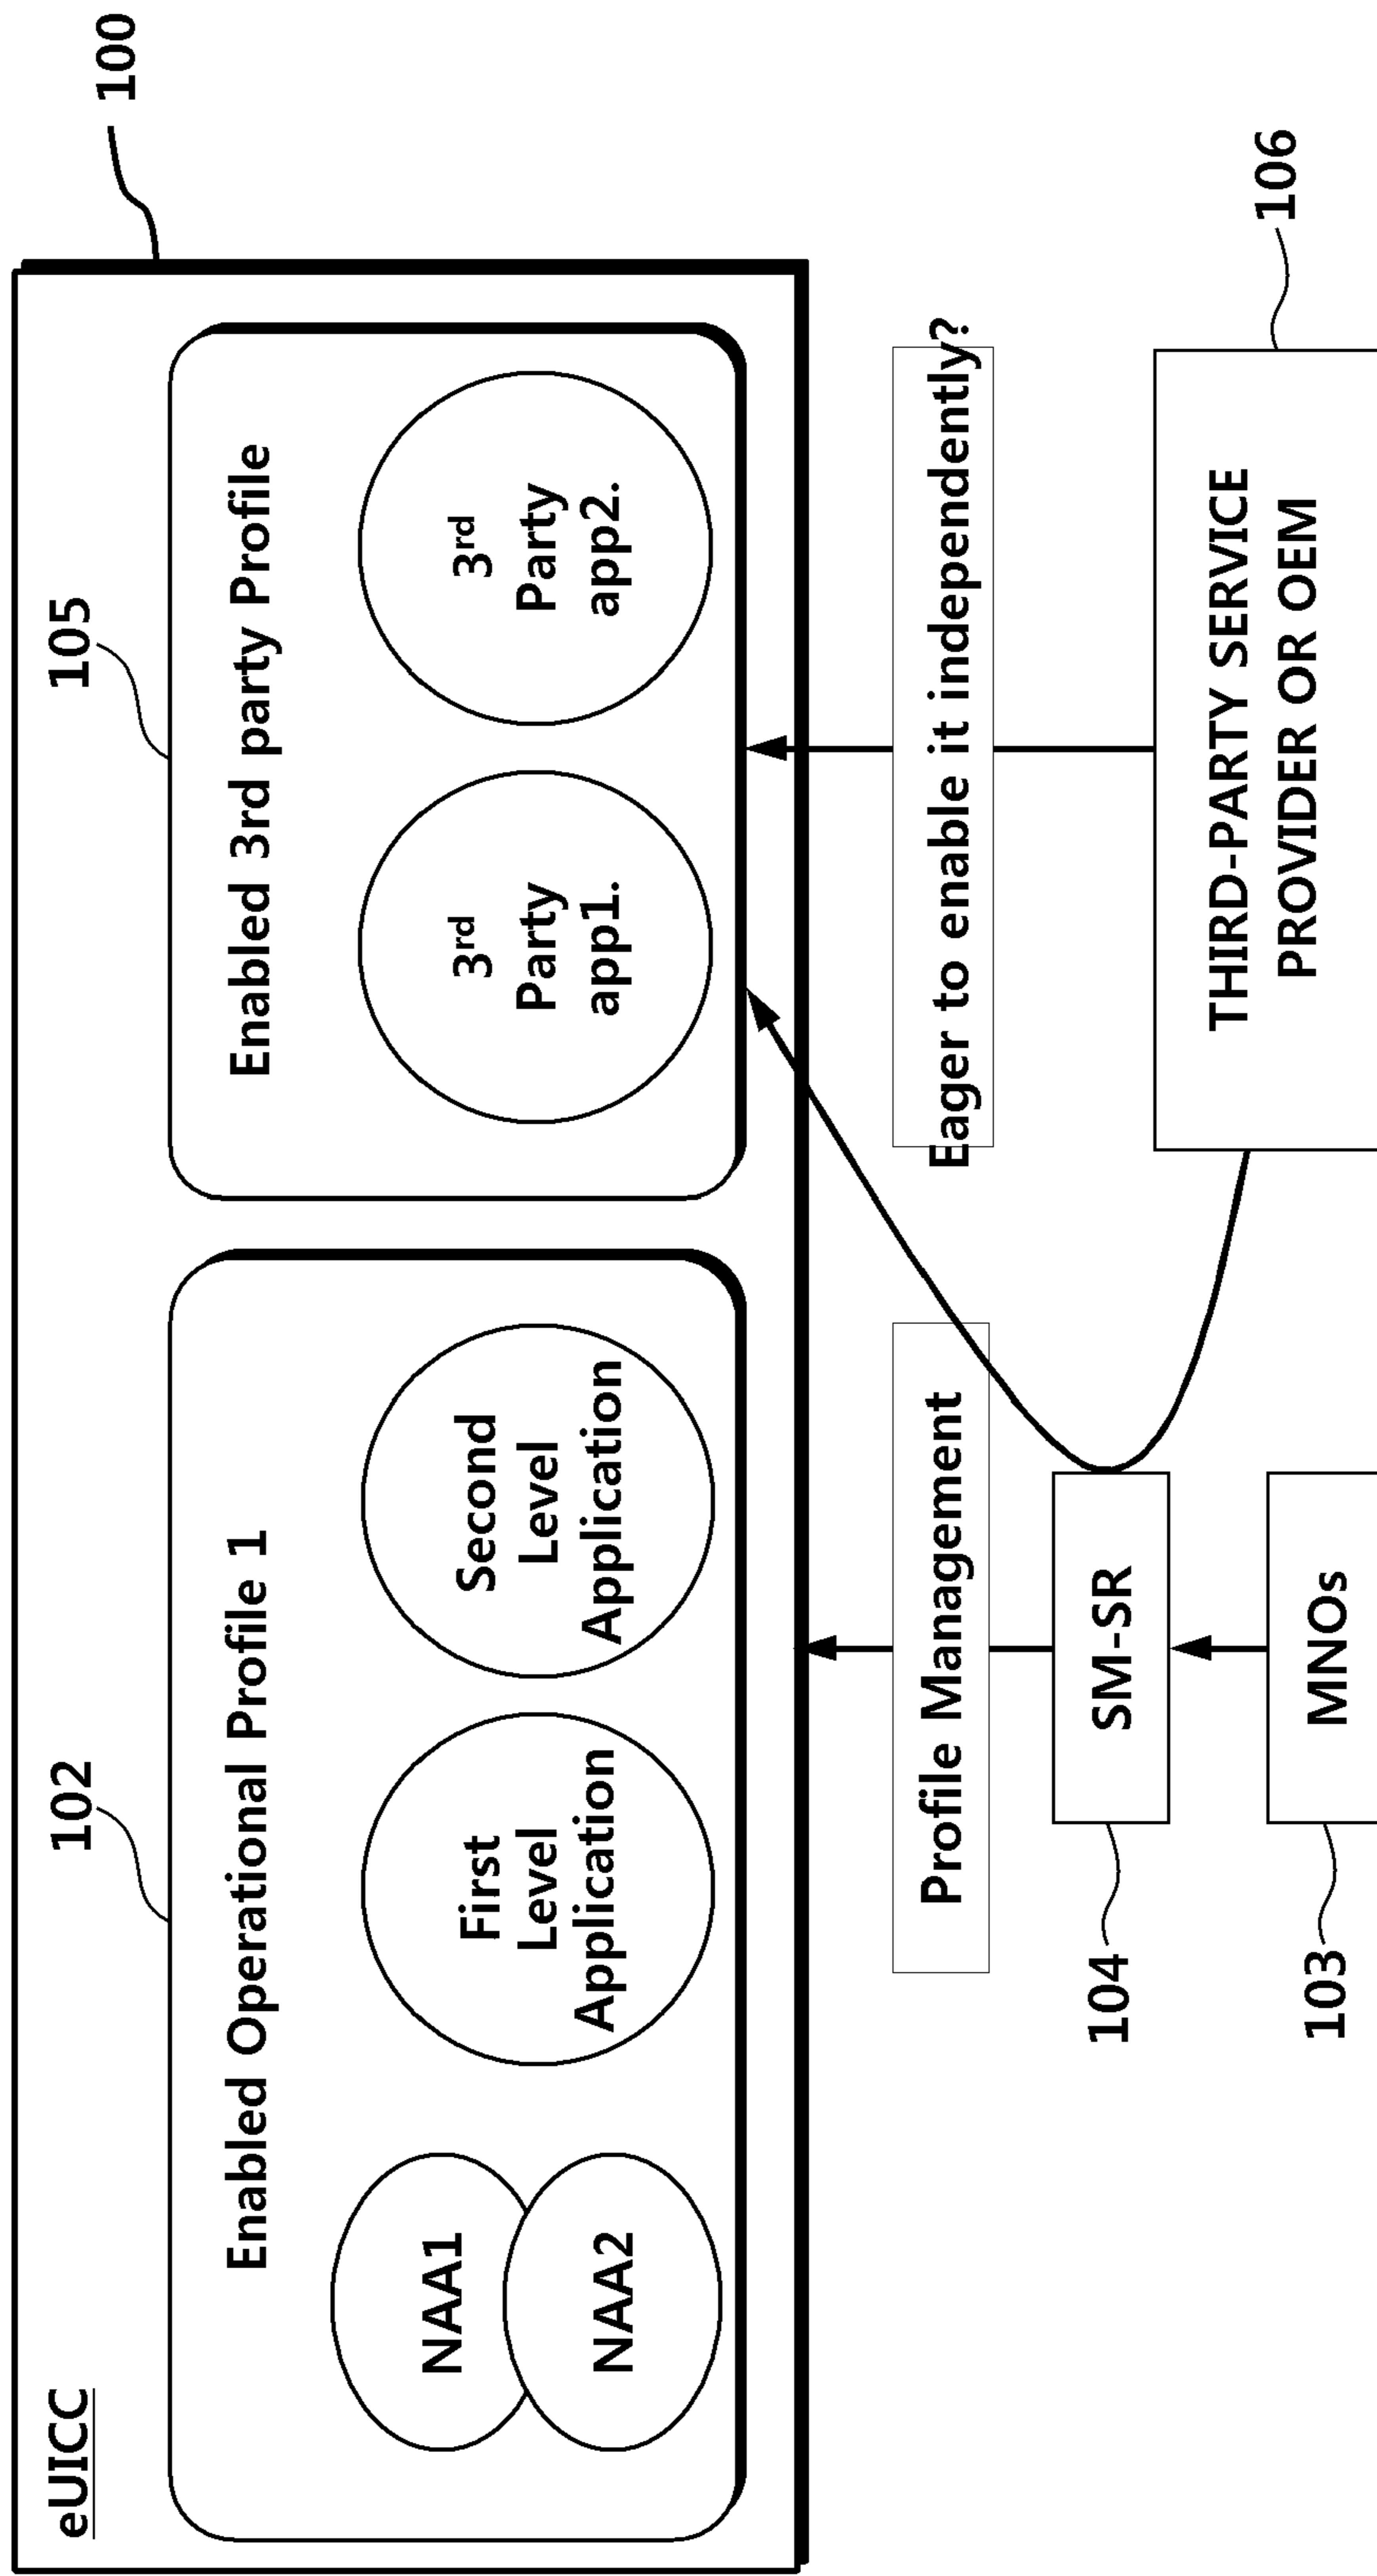 100
eUICC
102
105
Enabled Operational Profile 1
Enabled 3rd party Profile
NAA1
NAA2
First
Level
Application
Second
Level
Application
3rd
Party
app1.
3rd
Party
app2.
Profile Management
Eager to enable it independently?
104
SM-SR
103
MNOs
THIRD-PARTY SERVICE
PROVIDER OR OEM
106